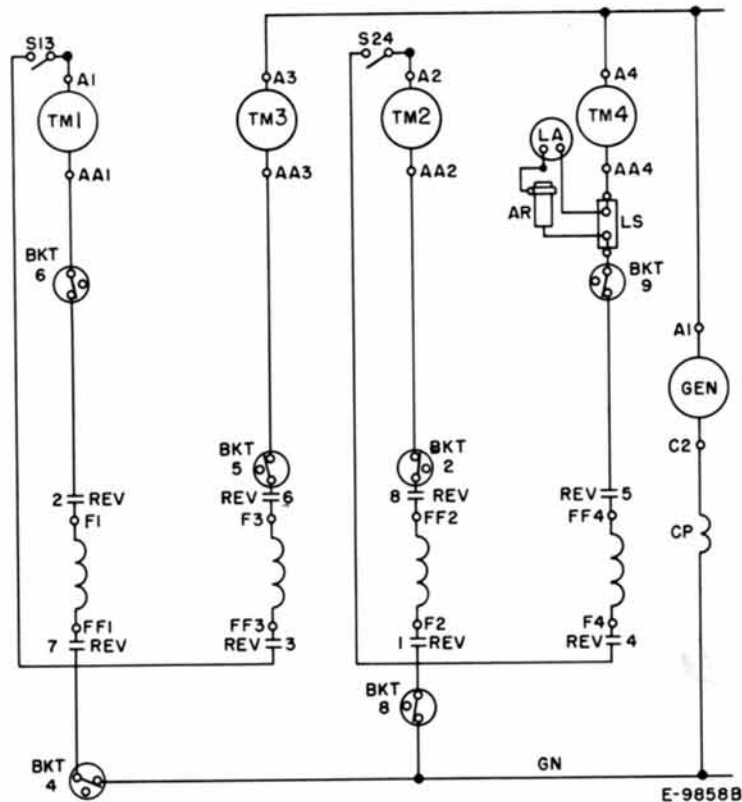 S13
S24
A1
A3
A2
A4
TM1
TM3
TM2
LA
TM4
AA1
AA3
AA2
AA4
AR
LS
BKT
6
BKT
9
A1
GEN
BKT
5
BKT
2
C2
2 REV
REV 6
8 REV
REV 5
F1
F3
FF2
FF4
CP
FF1
FF3
F2
F4
7 REV
REV 3
1 REV
REV 4
BKT
8
BKT
4
GN
E-9858B